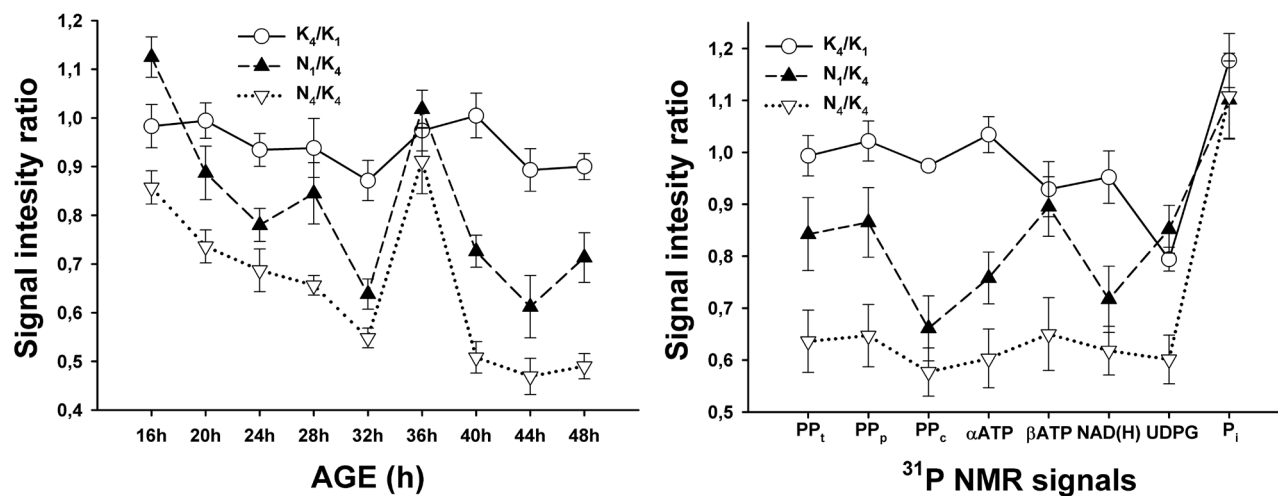 Signal intesity ratio
1,2
1,1
1,0
0,9
0,8
0,7
0,6
0,5
0,4
K₄/K₁
N₁/K₄
N₄/K₄
16h 20h 24h 28h 32h 36h 40h 44h 48h
AGE (h)
Signal intesity ratio
1,2
1,1
1,0
0,9
0,8
0,7
0,6
0,5
K₄/K₁
N₁/K₄
N₄/K₄
PPₜ PPₚ PP꜀ αATP βATP NAD(H) UDPG Pᵢ
³¹P NMR signals